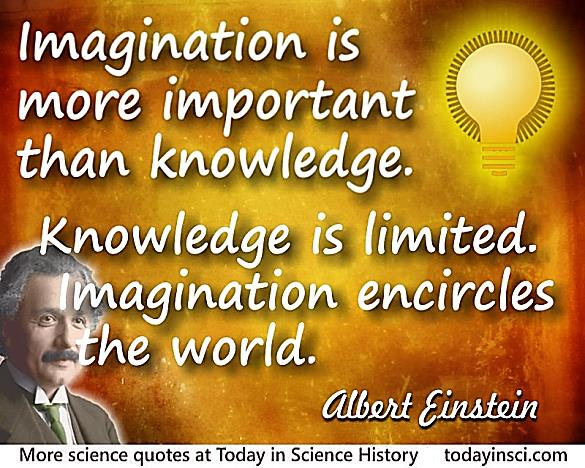 Imagination is
more important
than knowledge.
Knowledge is limited.
Imagination encircles
the world.
Albert Einstein
More science quotes at Today in Science History todayinsci.com